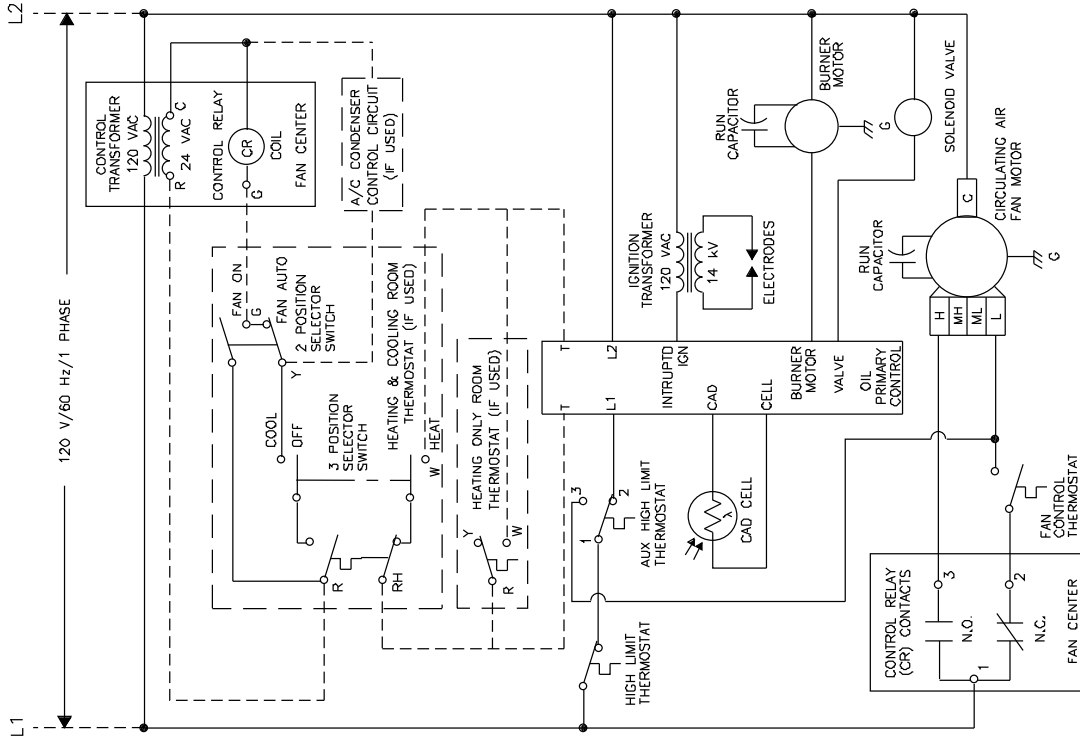 L1
L2
120 V/60 Hz/1 PHASE
CONTROL
TRANSFORMER
120 VAC
R
24 VAC
C
CONTROL RELAY
CR
COIL
G
FAN CENTER
A/C CONDENSER
CONTROL CIRCUIT
(IF USED)
FAN ON
G
FAN AUTO
2 POSITION
SELECTOR
SWITCH
Y
COOL
OFF
3 POSITION
SELECTOR
SWITCH
HEATING & COOLING ROOM
THERMOSTAT (IF USED)
HEAT
W
R
RH
HEATING ONLY ROOM
THERMOSTAT (IF USED)
Y
W
R
T
T
L1
L2
INTRUPTD
IGN
CAD
CELL
BURNER
MOTOR
VALVE
OIL
PRIMARY
CONTROL
IGNITION
TRANSFORMER
120 VAC
14 kV
ELECTRODES
RUN
CAPACITOR
BURNER
MOTOR
G
SOLENOID VALVE
HIGH LIMIT
THERMOSTAT
1
3
2
AUX HIGH LIMIT
THERMOSTAT
λ
CAD CELL
RUN
CAPACITOR
CIRCULATING AIR
FAN MOTOR
C
H
MH
ML
L
G
CONTROL RELAY
(CR) CONTACTS
3
N.O.
2
N.C.
1
FAN CENTER
FAN
CONTROL
THERMOSTAT